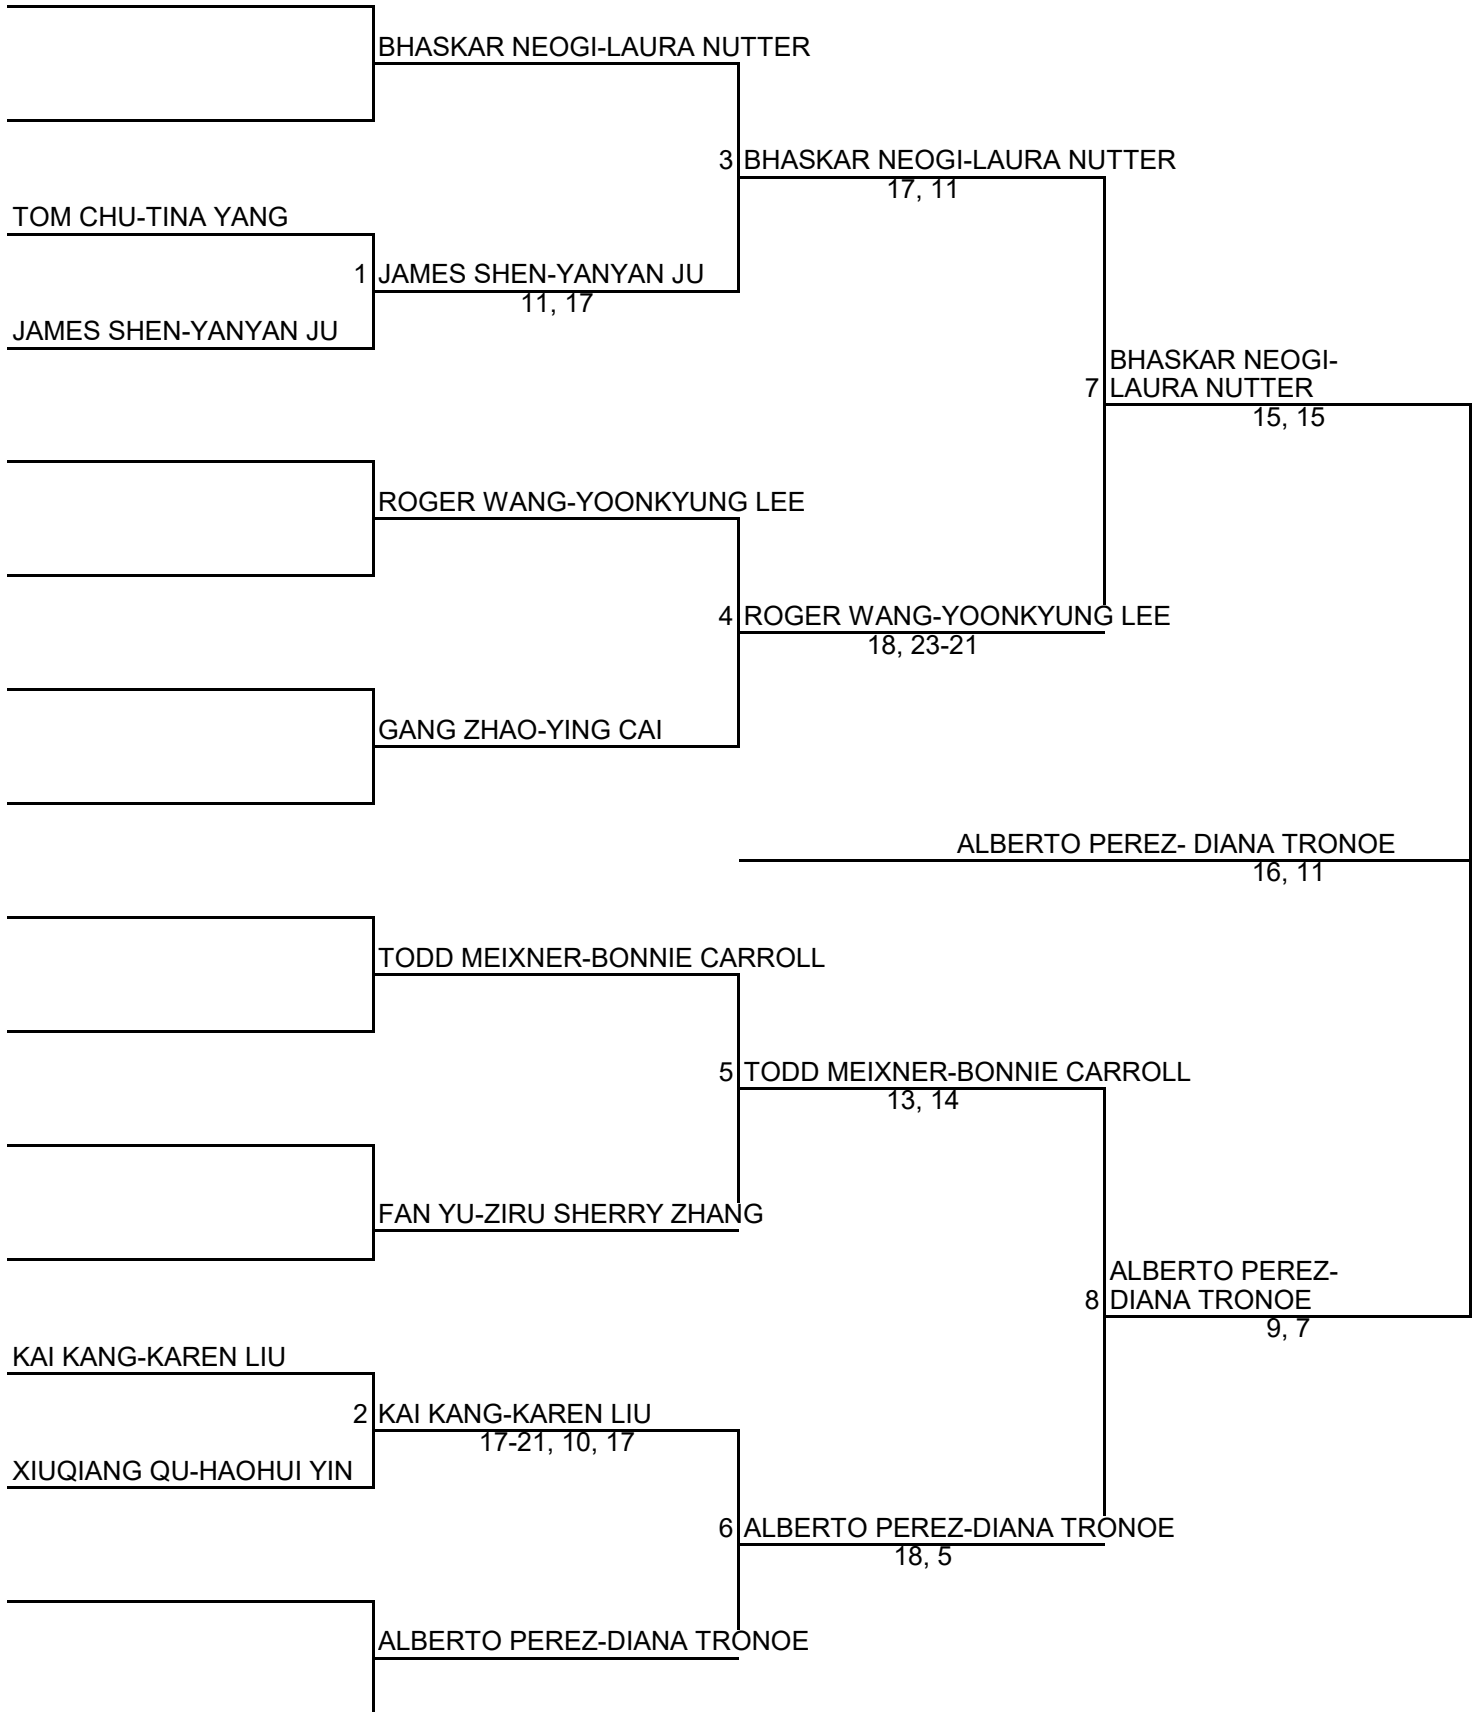 BHASKAR NEOGI-LAURA NUTTER
3 BHASKAR NEOGI-LAURA NUTTER
17, 11
TOM CHU-TINA YANG
1 JAMES SHEN-YANYAN JU
11, 17
JAMES SHEN-YANYAN JU
BHASKAR NEOGI-
7 LAURA NUTTER
15, 15
ROGER WANG-YOONKYUNG LEE
4 ROGER WANG-YOONKYUNG LEE
18, 23-21
GANG ZHAO-YING CAI
ALBERTO PEREZ- DIANA TRONOE
16, 11
TODD MEIXNER-BONNIE CARROLL
5 TODD MEIXNER-BONNIE CARROLL
13, 14
FAN YU-ZIRU SHERRY ZHANG
ALBERTO PEREZ-
8 DIANA TRONOE
9, 7
KAI KANG-KAREN LIU
2 KAI KANG-KAREN LIU
17-21, 10, 17
XIUQIANG QU-HAOHUI YIN
6 ALBERTO PEREZ-DIANA TRONOE
18, 5
ALBERTO PEREZ-DIANA TRONOE